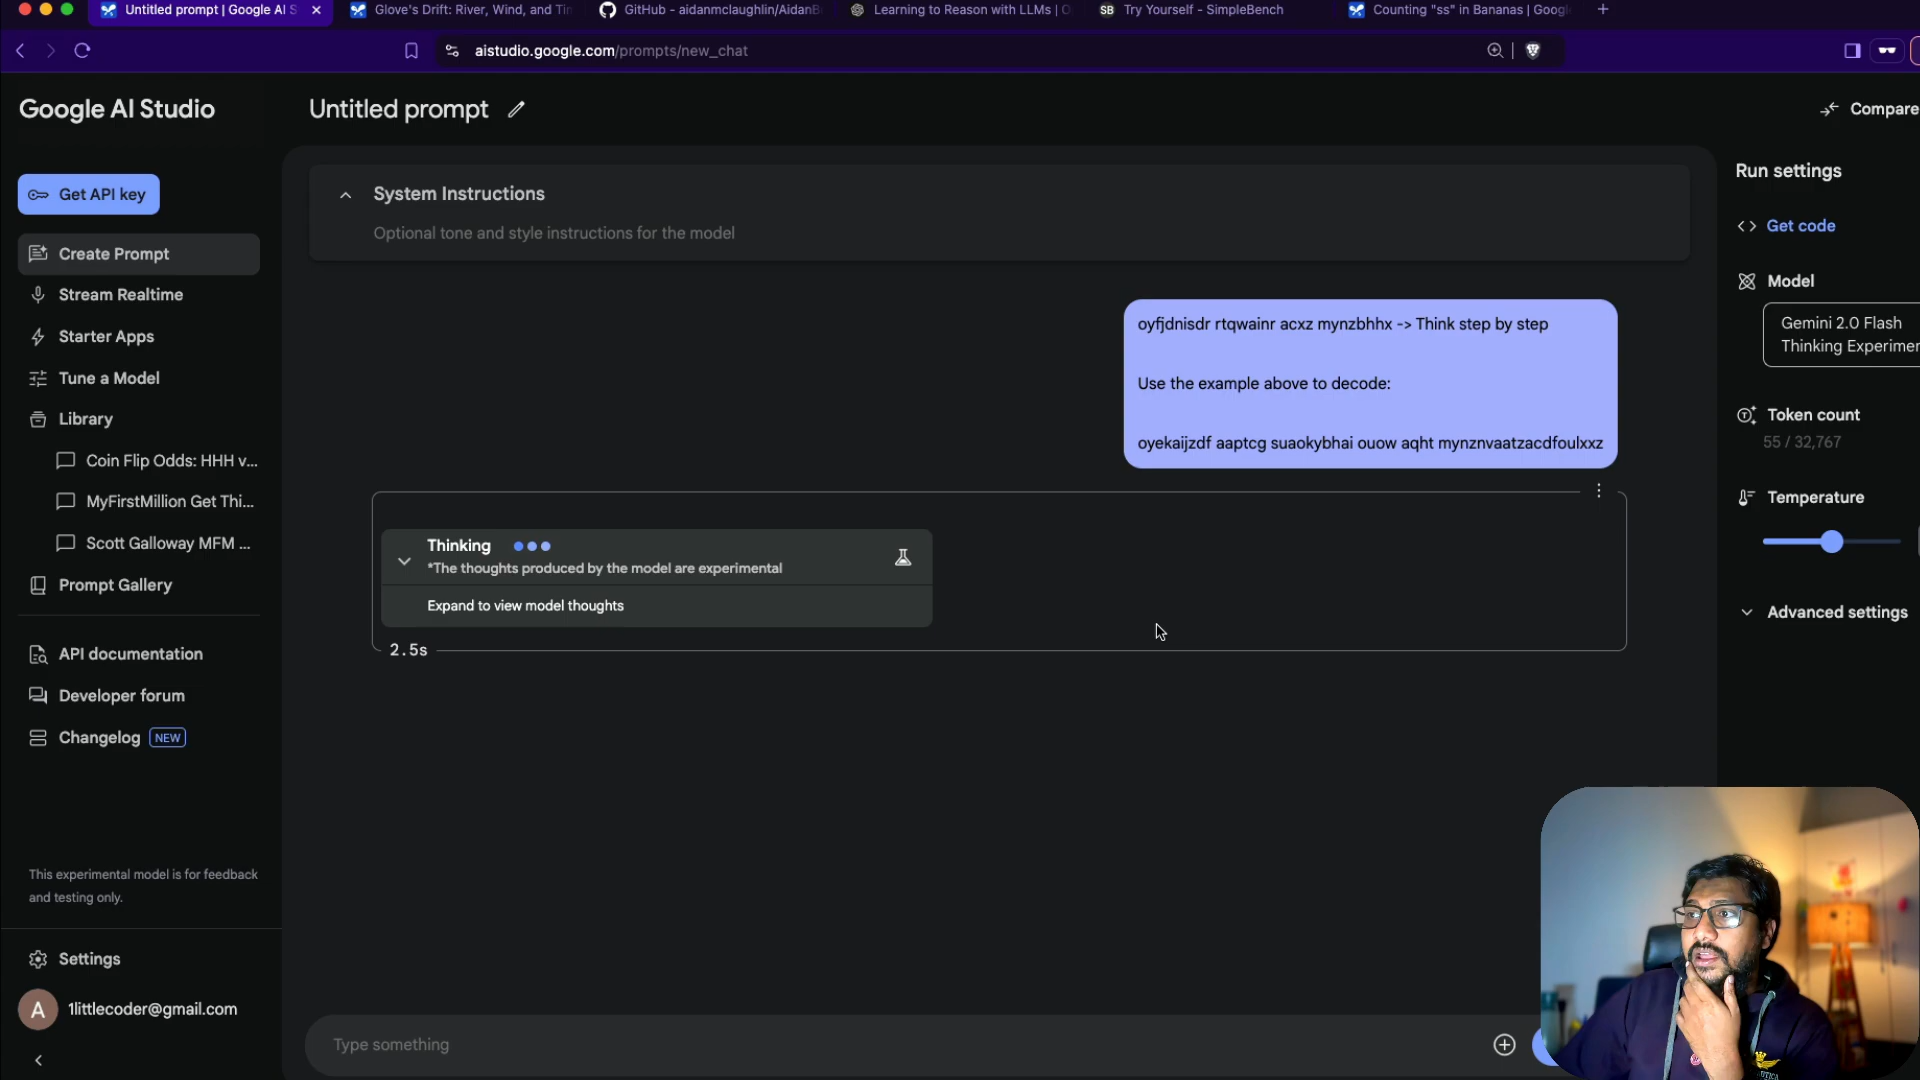 Untitled prompt | Google AI S
Glove's Drift: River, Wind, and Tin
GitHub - aidanmclaughlin/AidanB
Learning to Reason with LLMs | O
SB Try Yourself - SimpleBench
Counting "ss" in Bananas | Googl
aistudio.google.com/prompts/new_chat
Google AI Studio
Untitled prompt
Compare
Get API key
Create Prompt
Stream Realtime
Starter Apps
Tune a Model
Library
Coin Flip Odds: HHH v...
MyFirstMillion Get Thi...
Scott Galloway MFM ...
Prompt Gallery
API documentation
Developer forum
Changelog NEW
This experimental model is for feedback
and testing only.
Settings
A 1littlecoder@gmail.com
System Instructions
Optional tone and style instructions for the model
oyfjdnisdr rtqwainr acxz mynzbhhx -> Think step by step
Use the example above to decode:
oyekaijzdf aaptcg suaokybhai ouow aqht mynznvaatzacdfoulxxz
Thinking
*The thoughts produced by the model are experimental
Expand to view model thoughts
2.5s
Type something
Run settings
Get code
Model
Gemini 2.0 Flash
Thinking Experimen
Token count
55 / 32,767
Temperature
Advanced settings